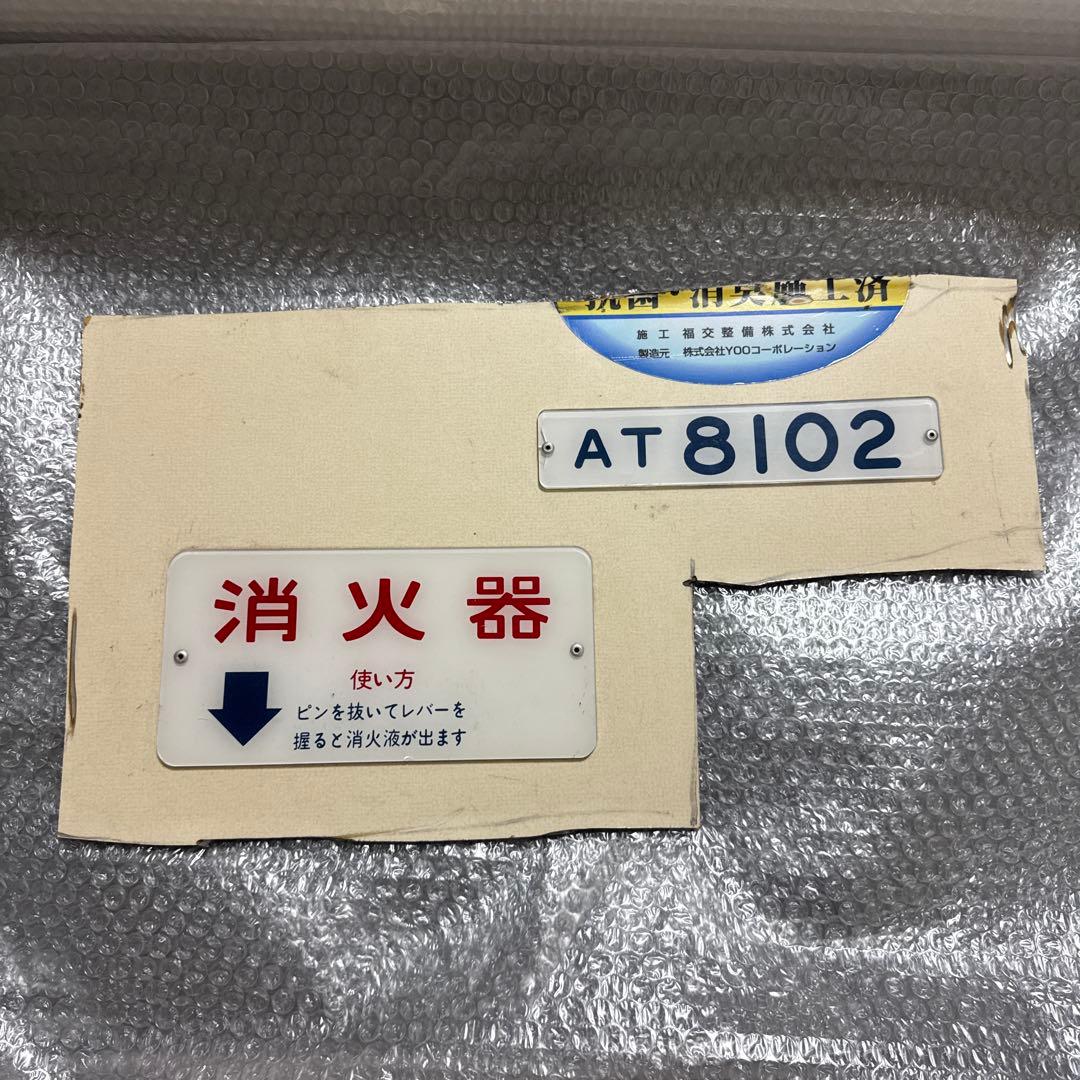 抗菌・消臭施工済
施工 福交整備株式会社
製造元 株式会社YOOコーポレーション
AT8102
消火器
使い方
ピンを抜いてレバーを
握ると消火液が出ます